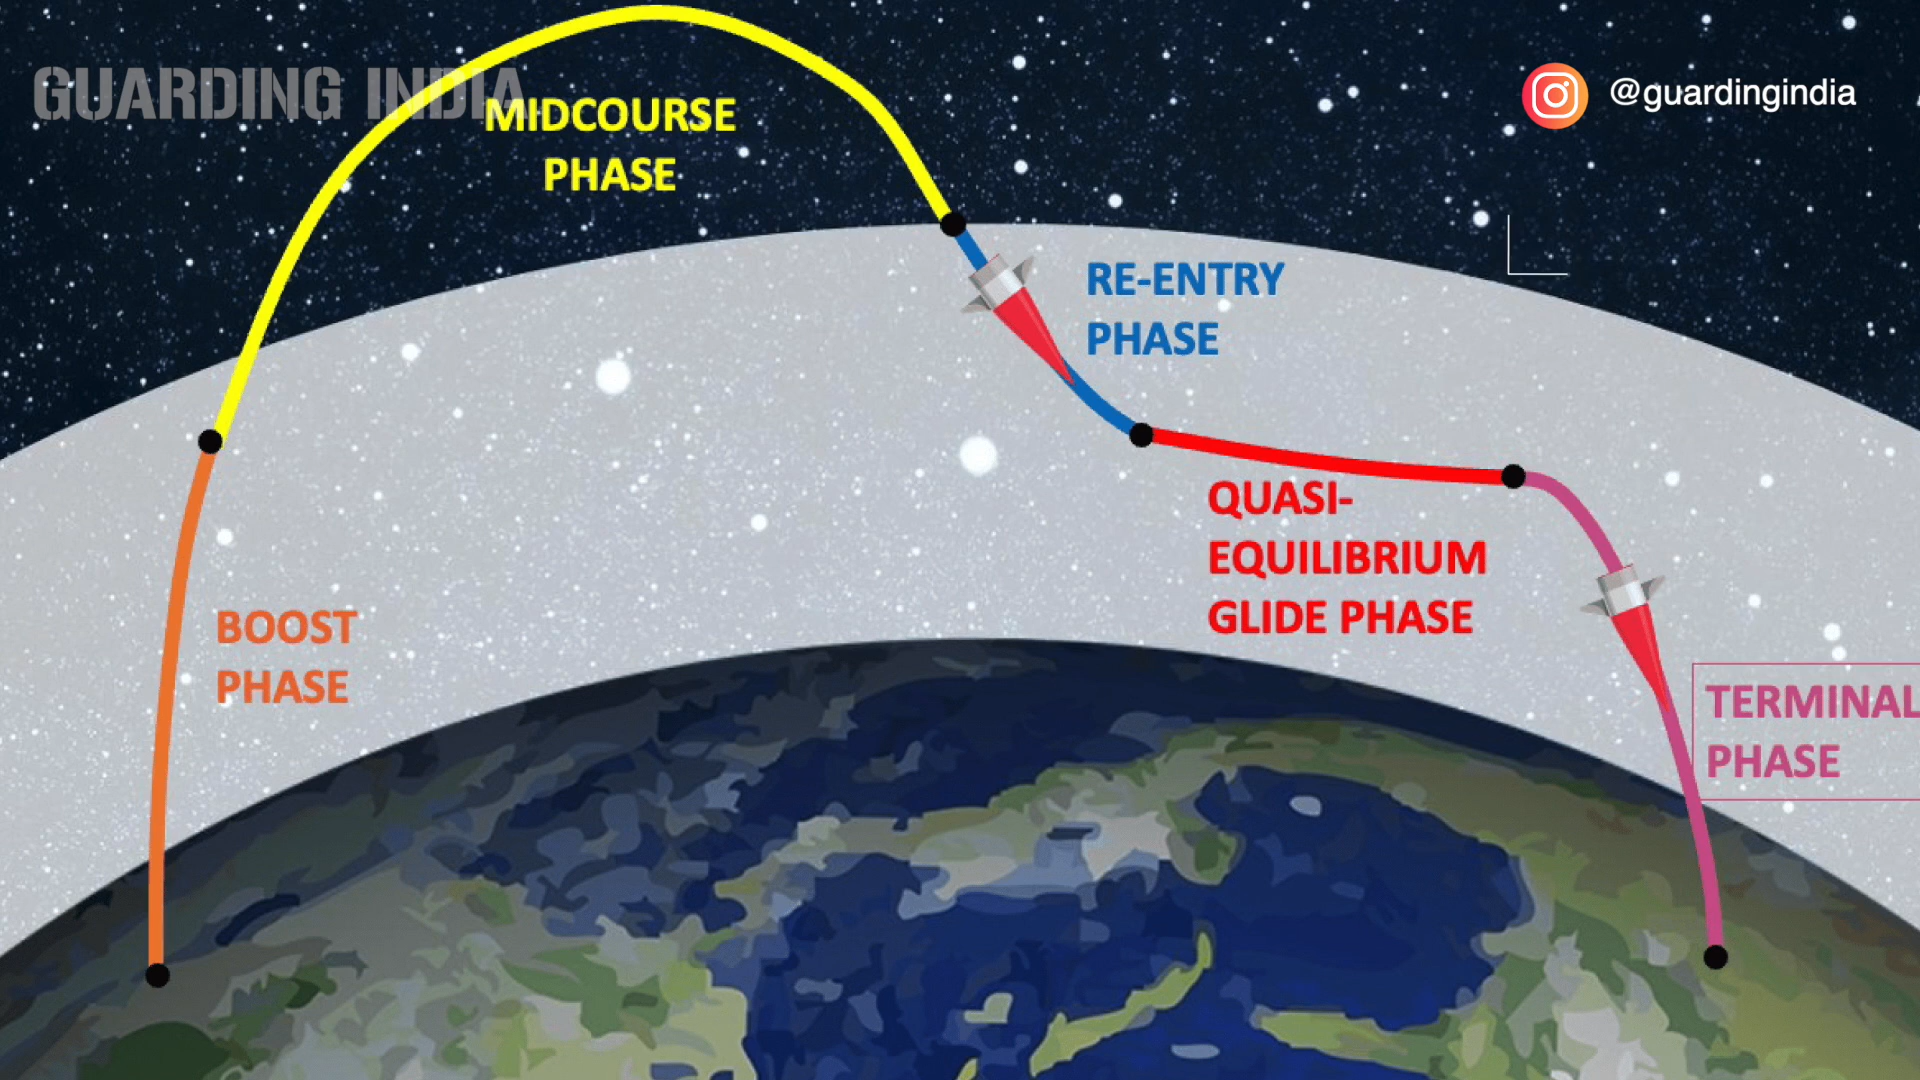 GUARDING INDIA
@guardingindia
MIDCOURSE
PHASE
RE-ENTRY
PHASE
QUASI-
EQUILIBRIUM
GLIDE PHASE
BOOST
PHASE
TERMINAL
PHASE